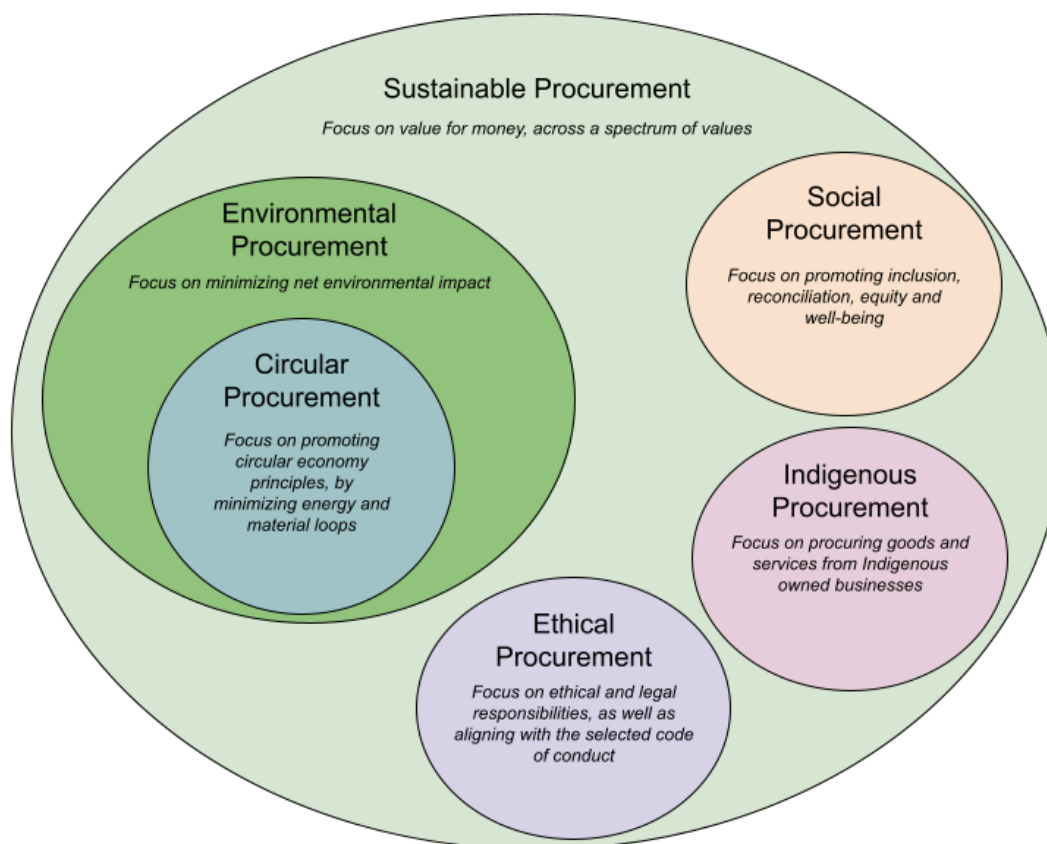 Sustainable Procurement
Focus on value for money, across a spectrum of values
Environmental
Procurement
Focus on minimizing net environmental impact
Circular
Procurement
Focus on promoting
circular economy
principles, by
minimizing energy and
material loops
Social
Procurement
Focus on promoting inclusion,
reconciliation, equity and
well-being
Indigenous
Procurement
Focus on procuring goods and
services from Indigenous
owned businesses
Ethical
Procurement
Focus on ethical and legal
responsibilities, as well as
aligning with the selected code
of conduct